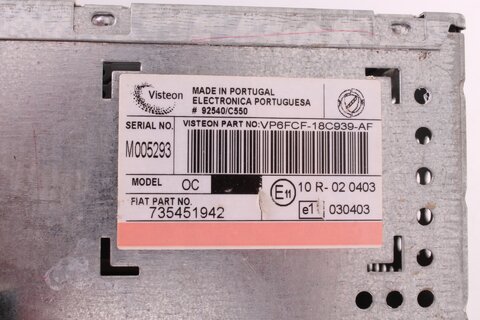 Visteon
MADE IN PORTUGAL
ELECTRONICA PORTUGUESA
# 92540/C550
SERIAL NO.
VISTEON PART NO: VP6FCF-18C939-AF
M005293
MODEL OC
E11 10 R- 02 0403
FIAT PART NO.
735451942
e11 030403